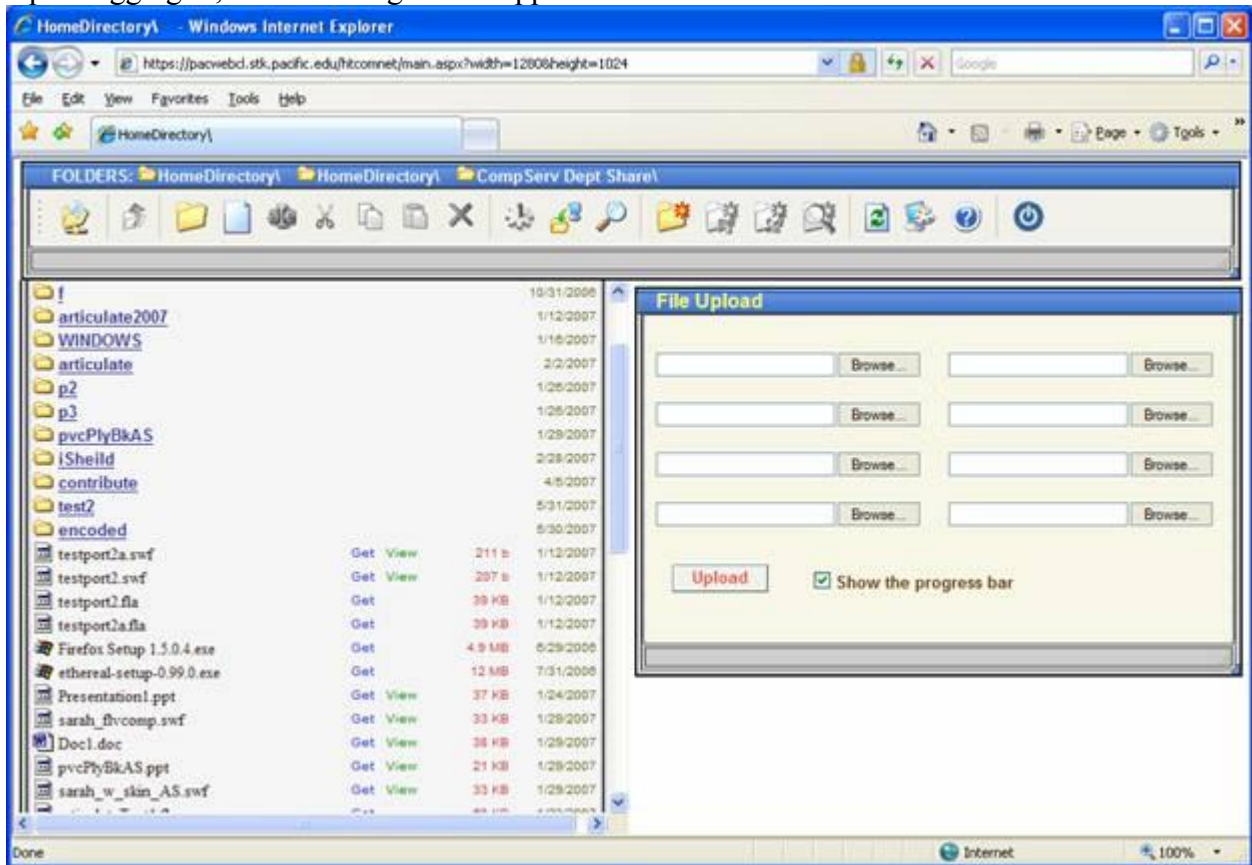 HomeDirectory\ - Windows Internet Explorer
https://pacwebcl.stk.pacific.edu/htcomnet/main.aspx?width=1280&height=1024
Google
File Edit View Favorites Tools Help
HomeDirectory\
Page Tools
FOLDERS: HomeDirectory\ HomeDirectory\ CompServ Dept Share\
f 10/31/2006
articulate2007 1/12/2007
WINDOWS 1/16/2007
articulate 2/2/2007
p2 1/26/2007
p3 1/26/2007
pvcPlyBkAS 1/29/2007
iSheild 2/28/2007
contribute 4/5/2007
test2 5/31/2007
encoded 5/30/2007
testport2a.swf Get View 211 b 1/12/2007
testport2.swf Get View 207 b 1/12/2007
testport2.fla Get 39 KB 1/12/2007
testport2a.fla Get 39 KB 1/12/2007
Firefox Setup 1.5.0.4.exe Get 4.9 MB 6/29/2006
ethereal-setup-0.99.0.exe Get 12 MB 7/31/2006
Presentation1.ppt Get View 37 KB 1/24/2007
sarah_flvcomp.swf Get View 33 KB 1/29/2007
Doc1.doc Get View 36 KB 1/29/2007
pvcPlyBkAS.ppt Get View 21 KB 1/29/2007
sarah_w_skin_AS.swf Get View 33 KB 1/29/2007
File Upload
Browse... Browse...
Browse... Browse...
Browse... Browse...
Browse... Browse...
Upload Show the progress bar
Done Internet 100%